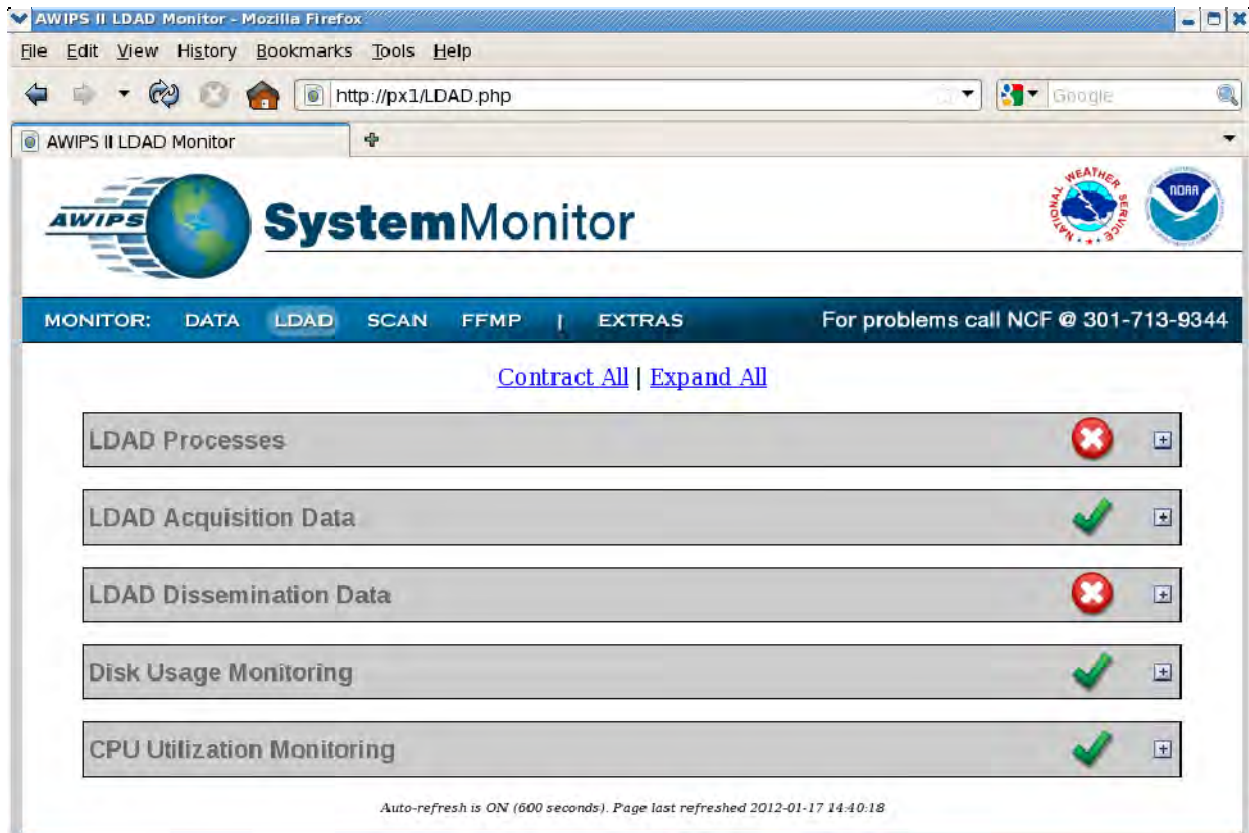 AWIPS II LDAD Monitor - Mozilla Firefox
File Edit View History Bookmarks Tools Help
http://px1/LDAD.php
Google
AWIPS II LDAD Monitor
AWIPS
SystemMonitor
NATIONAL WEATHER SERVICE
NOAA
MONITOR: DATA LDAD SCAN FFMP | EXTRAS
For problems call NCF @ 301-713-9344
Contract All | Expand All
LDAD Processes
LDAD Acquisition Data
LDAD Dissemination Data
Disk Usage Monitoring
CPU Utilization Monitoring
Auto-refresh is ON (600 seconds). Page last refreshed 2012-01-17 14:40:18